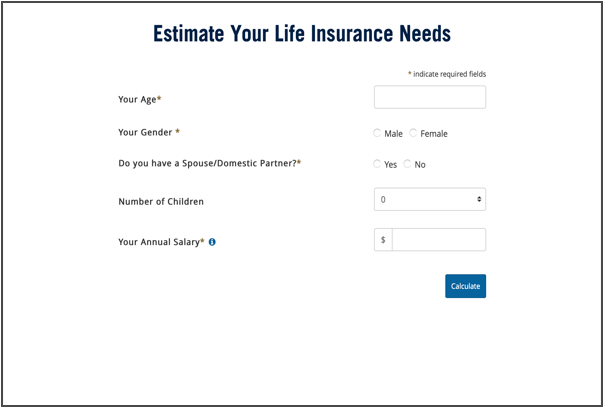 Estimate Your Life Insurance Needs
* indicate required fields
Your Age*
Your Gender * Male Female
Do you have a Spouse/Domestic Partner?* Yes No
Number of Children 0
Your Annual Salary* $
Calculate